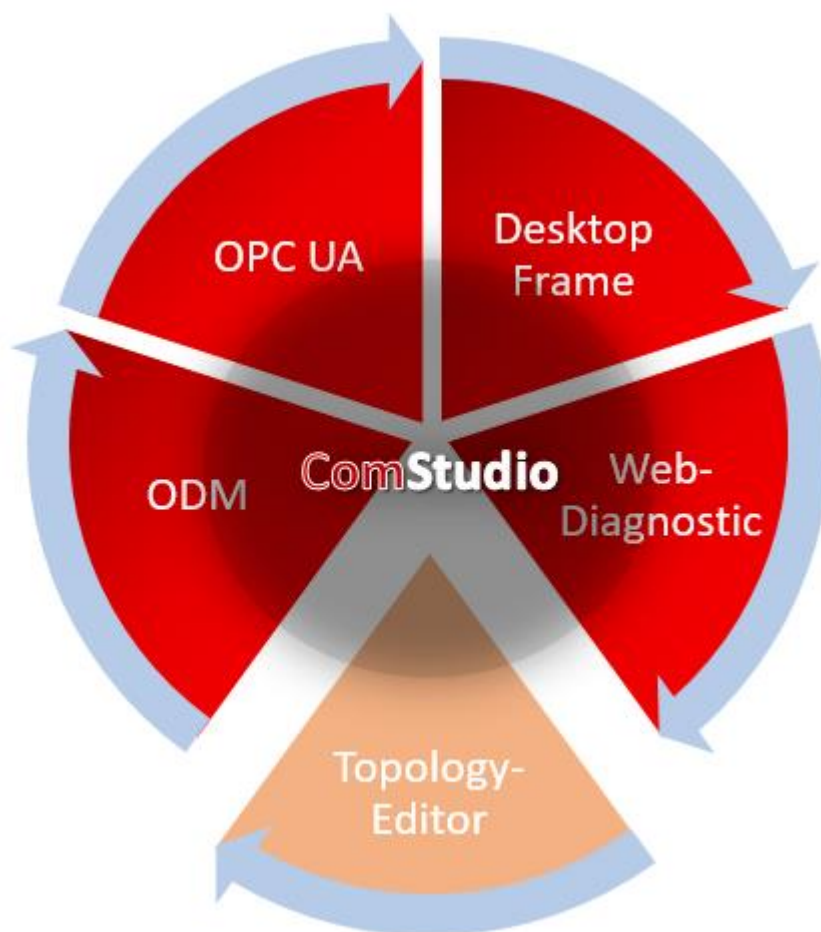 OPC UA
Desktop
Frame
ODM
ComStudio
Web-
Diagnostic
Topology-
Editor